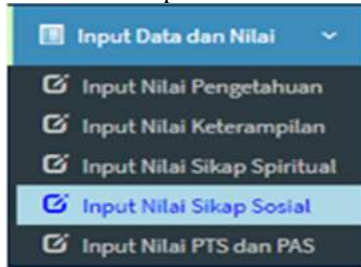 Input Data dan Nilai
Input Nilai Pengetahuan
Input Nilai Keterampilan
Input Nilai Sikap Spiritual
Input Nilai Sikap Sosial
Input Nilai PTS dan PAS